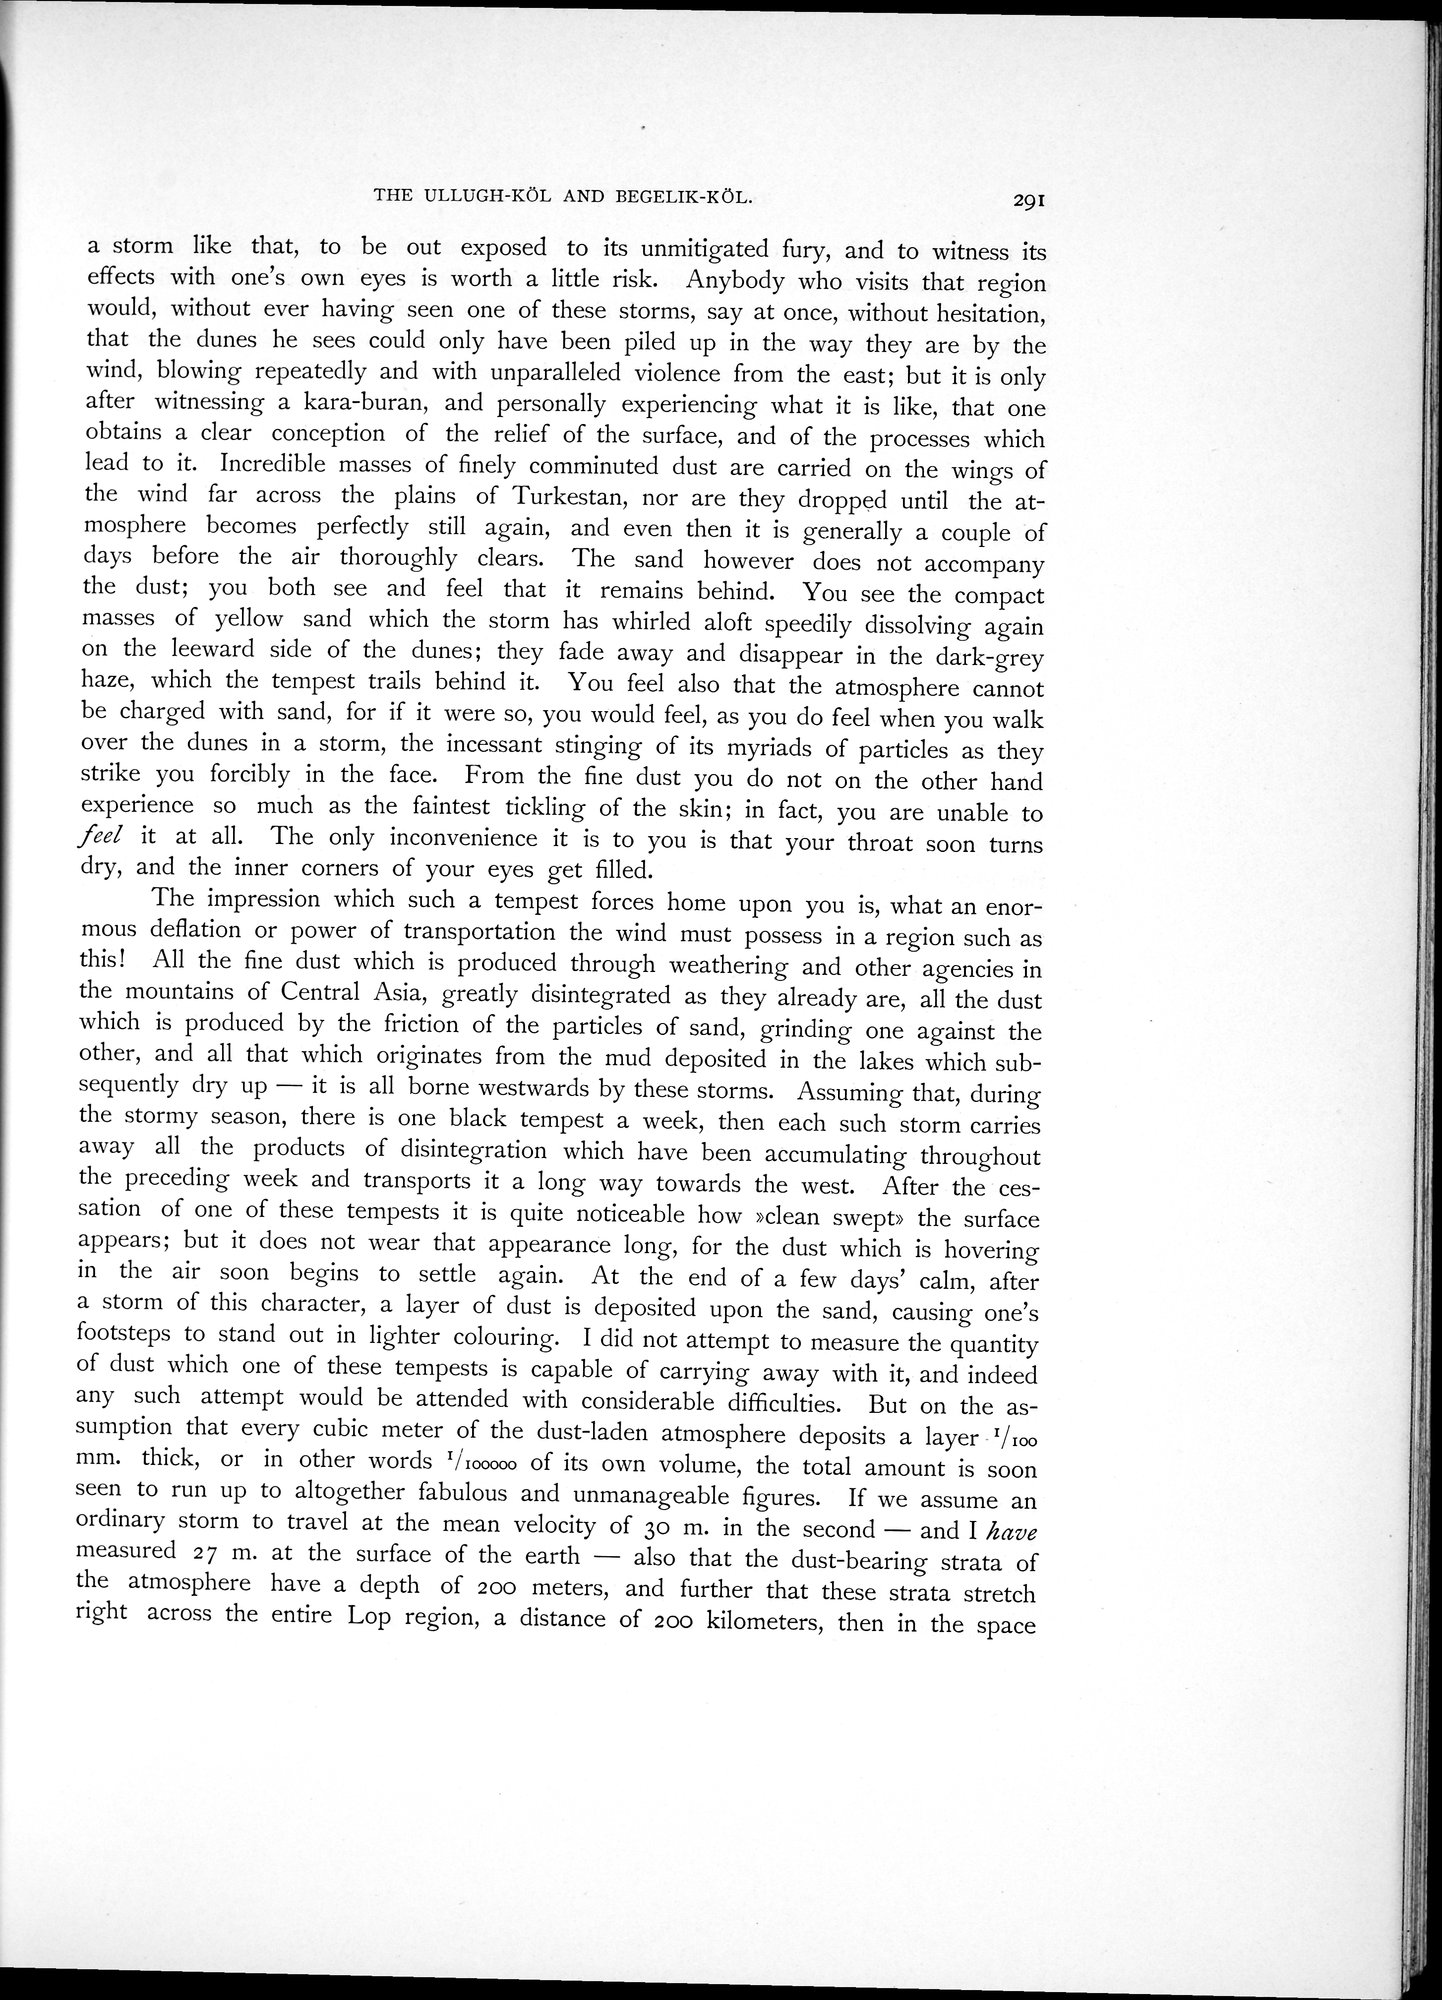 THE ULLUGH-KÖL AND BEGELIK-KÖL. 291
a storm like that, to be out exposed to its unmitigated fury, and to witness its
effects with one's own eyes is worth a little risk. Anybody who visits that region
would, without ever having seen one of these storms, say at once, without hesitation,
that the dunes he sees could only have been piled up in the way they are by the
wind, blowing repeatedly and with unparalleled violence from the east; but it is only
after witnessing a kara-buran, and personally experiencing what it is like, that one
obtains a clear conception of the relief of the surface, and of the processes which
lead to it. Incredible masses of finely comminuted dust are carried on the wings of
the wind far across the plains of Turkestan, nor are they dropped until the at-
mosphere becomes perfectly still again, and even then it is generally a couple of
days before the air thoroughly clears. The sand however does not accompany
the dust; you both see and feel that it remains behind. You see the compact
masses of yellow sand which the storm has whirled aloft speedily dissolving again
on the leeward side of the dunes; they fade away and disappear in the dark-grey
haze, which the tempest trails behind it. You feel also that the atmosphere cannot
be charged with sand, for if it were so, you would feel, as you do feel when you walk
over the dunes in a storm, the incessant stinging of its myriads of particles as they
strike you forcibly in the face. From the fine dust you do not on the other hand
experience so much as the faintest tickling of the skin; in fact, you are unable to
feel it at all. The only inconvenience it is to you is that your throat soon turns
dry, and the inner corners of your eyes get filled.
The impression which such a tempest forces home upon you is, what an enor-
mous deflation or power of transportation the wind must possess in a region such as
this! All the fine dust which is produced through weathering and other agencies in
the mountains of Central Asia, greatly disintegrated as they already are, all the dust
which is produced by the friction of the particles of sand, grinding one against the
other, and all that which originates from the mud deposited in the lakes which sub-
sequently dry up — it is all borne westwards by these storms. Assuming that, during
the stormy season, there is one black tempest a week, then each such storm carries
away all the products of disintegration which have been accumulating throughout
the preceding week and transports it a long way towards the west. After the ces-
sation of one of these tempests it is quite noticeable how »clean swept» the surface
appears; but it does not wear that appearance long, for the dust which is hovering
in the air soon begins to settle again. At the end of a few days' calm, after
a storm of this character, a layer of dust is deposited upon the sand, causing one's
footsteps to stand out in lighter colouring. I did not attempt to measure the quantity
of dust which one of these tempests is capable of carrying away with it, and indeed
any such attempt would be attended with considerable difficulties. But on the as-
sumption that every cubic meter of the dust-laden atmosphere deposits a layer 1/100
mm. thick, or in other words 1/100000 of its own volume, the total amount is soon
seen to run up to altogether fabulous and unmanageable figures. If we assume an
ordinary storm to travel at the mean velocity of 30 m. in the second — and I have
measured 27 m. at the surface of the earth — also that the dust-bearing strata of
the atmosphere have a depth of 200 meters, and further that these strata stretch
right across the entire Lop region, a distance of 200 kilometers, then in the space